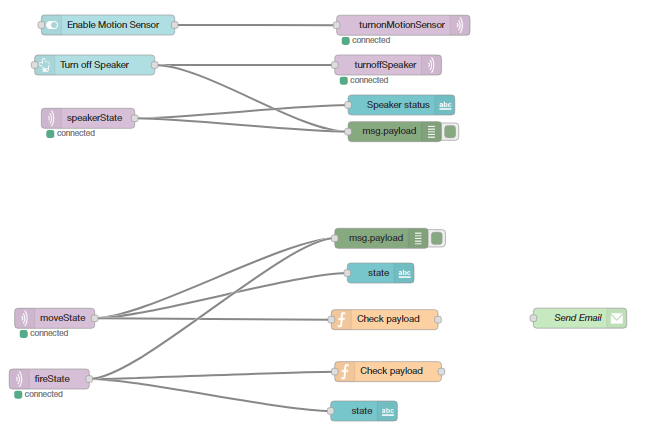 Enable Motion Sensor
turnonMotionSensor
connected
Turn off Speaker
turnoffSpeaker
connected
Speaker status abc
speakerState
connected
msg.payload
msg.payload
state abc
moveState
connected
f Check payload
Send Email
fireState
connected
f Check payload
state abc